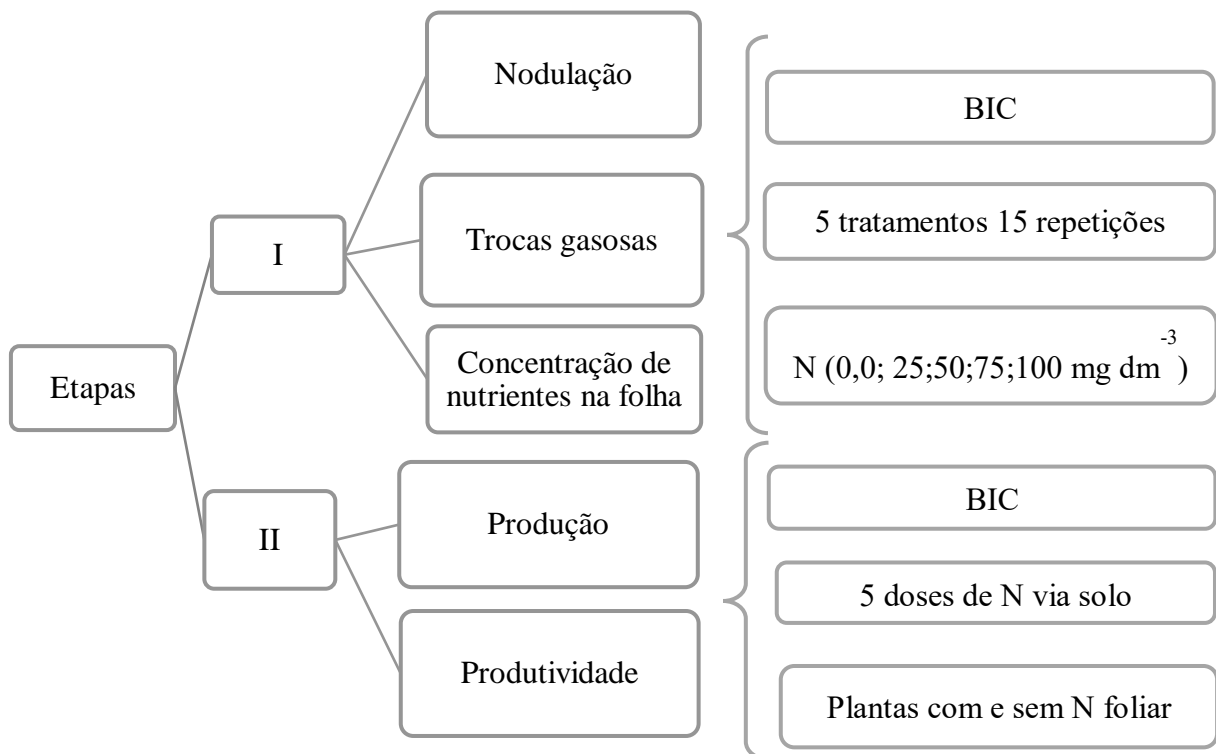 Etapas
I
Nodulação
Trocas gasosas
Concentração de
nutrientes na folha
BIC
5 tratamentos 15 repetições
N (0,0; 25;50;75;100 mg dm⁻³)
II
Produção
Produtividade
BIC
5 doses de N via solo
Plantas com e sem N foliar